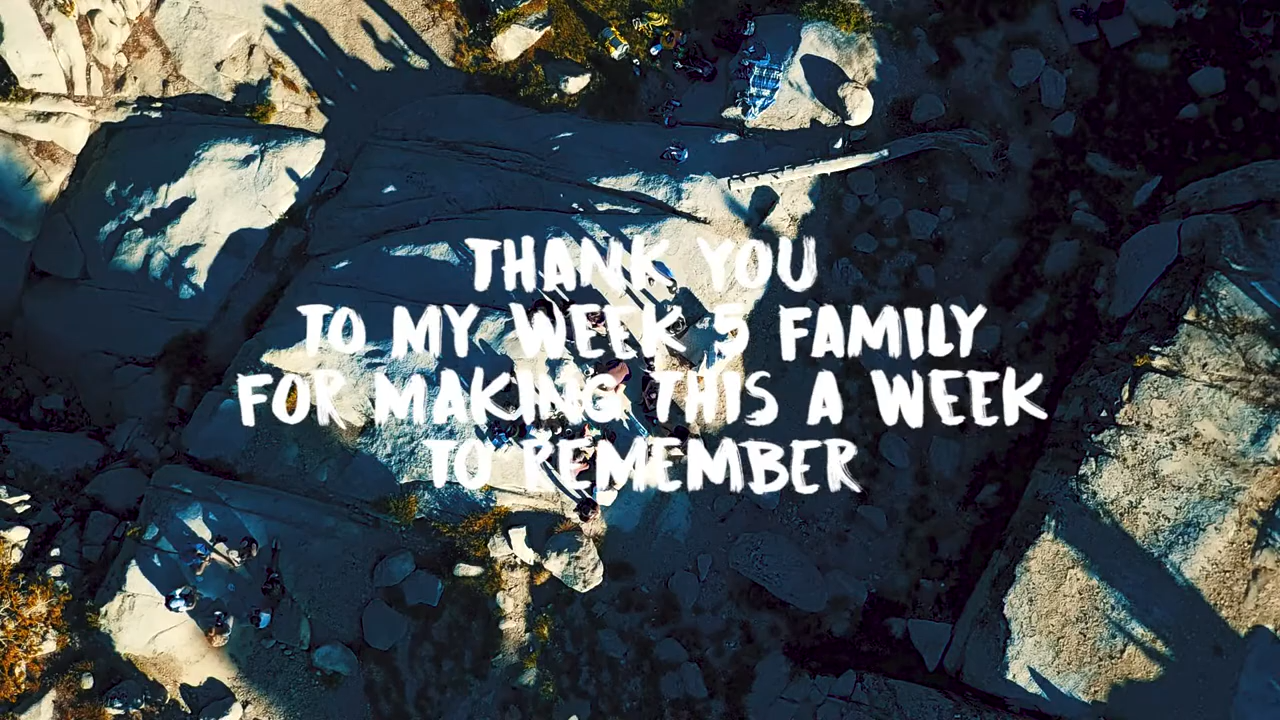 THANK YOU
TO MY WEEK 5 FAMILY
FOR MAKING THIS A WEEK
TO REMEMBER